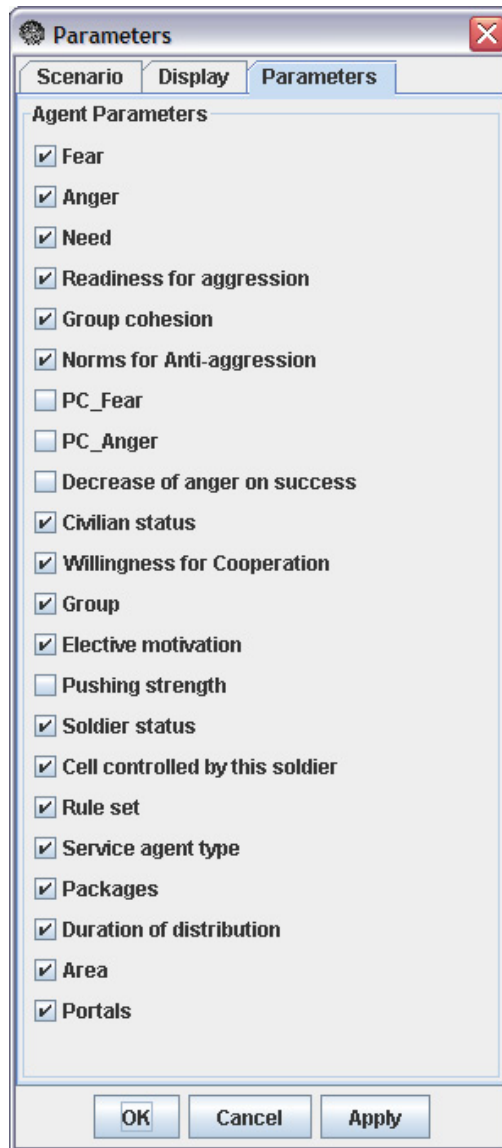 Parameters
Scenario Display Parameters
Agent Parameters
Fear
Anger
Need
Readiness for aggression
Group cohesion
Norms for Anti-aggression
PC_Fear
PC_Anger
Decrease of anger on success
Civilian status
Willingness for Cooperation
Group
Elective motivation
Pushing strength
Soldier status
Cell controlled by this soldier
Rule set
Service agent type
Packages
Duration of distribution
Area
Portals
OK Cancel Apply